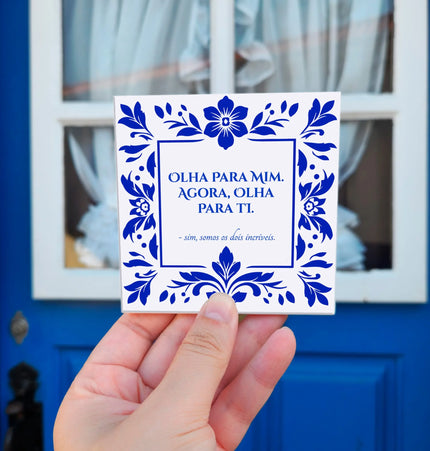 Olha para Mim.
Agora, olha
para Ti.
- sim, somos os dois incríveis.